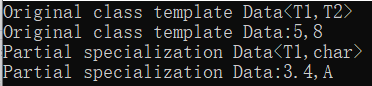 Original class template Data<T1,T2>
Original class template Data:5,8
Partial specialization Data<T1,char>
Partial specialization Data:3.4,A